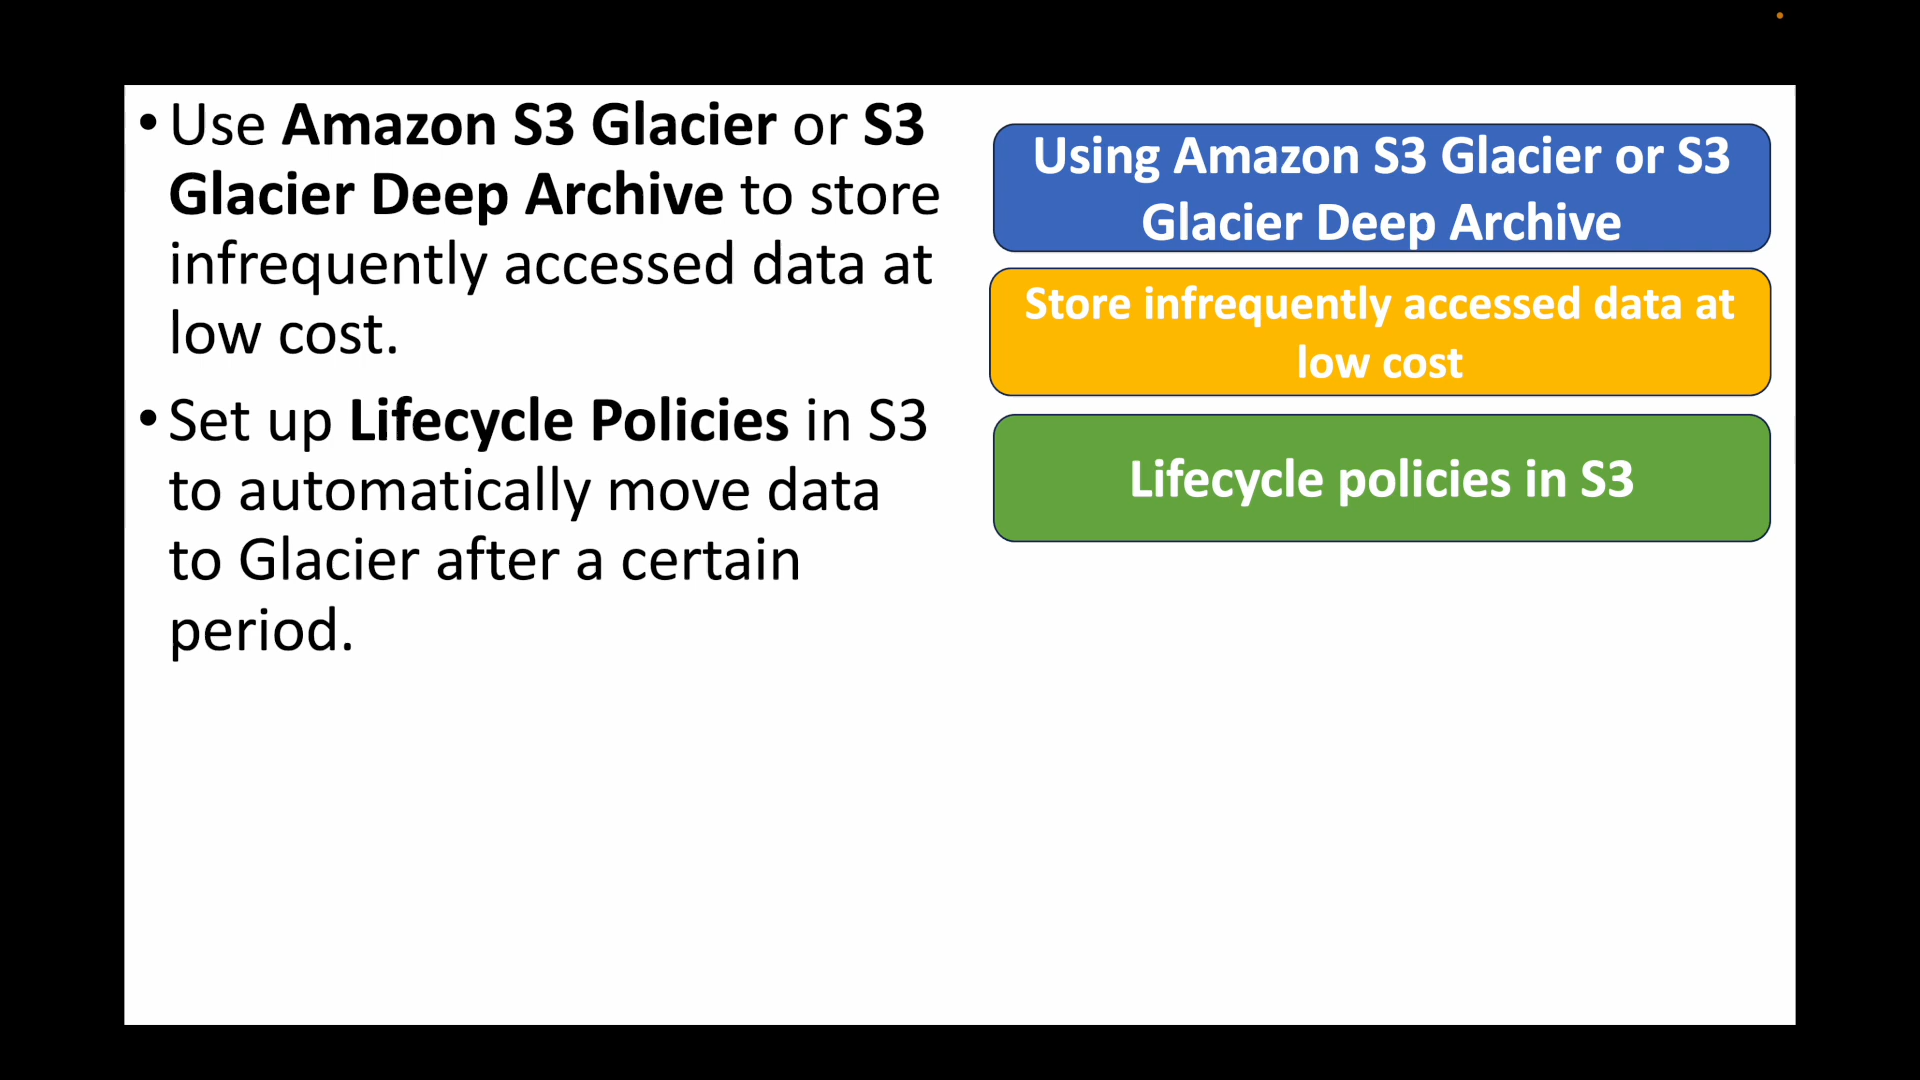 • Use Amazon S3 Glacier or S3
Glacier Deep Archive to store
infrequently accessed data at
low cost.
• Set up Lifecycle Policies in S3
to automatically move data
to Glacier after a certain
period.
Using Amazon S3 Glacier or S3
Glacier Deep Archive
Store infrequently accessed data at
low cost
Lifecycle policies in S3